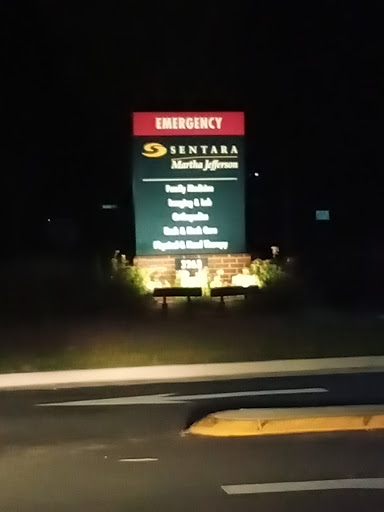 EMERGENCY
SENTARA
Martha Jefferson
Family Medicine
Imaging & Lab
Orthopedics
Back & Neck Care
Physical & Hand Therapy